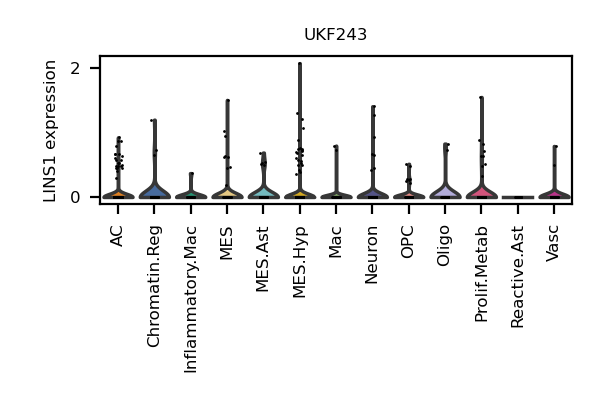 UKF243
LINS1 expression
2
0
AC
Chromatin.Reg
Inflammatory.Mac
MES
MES.Ast
MES.Hyp
Mac
Neuron
OPC
Oligo
Prolif.Metab
Reactive.Ast
Vasc